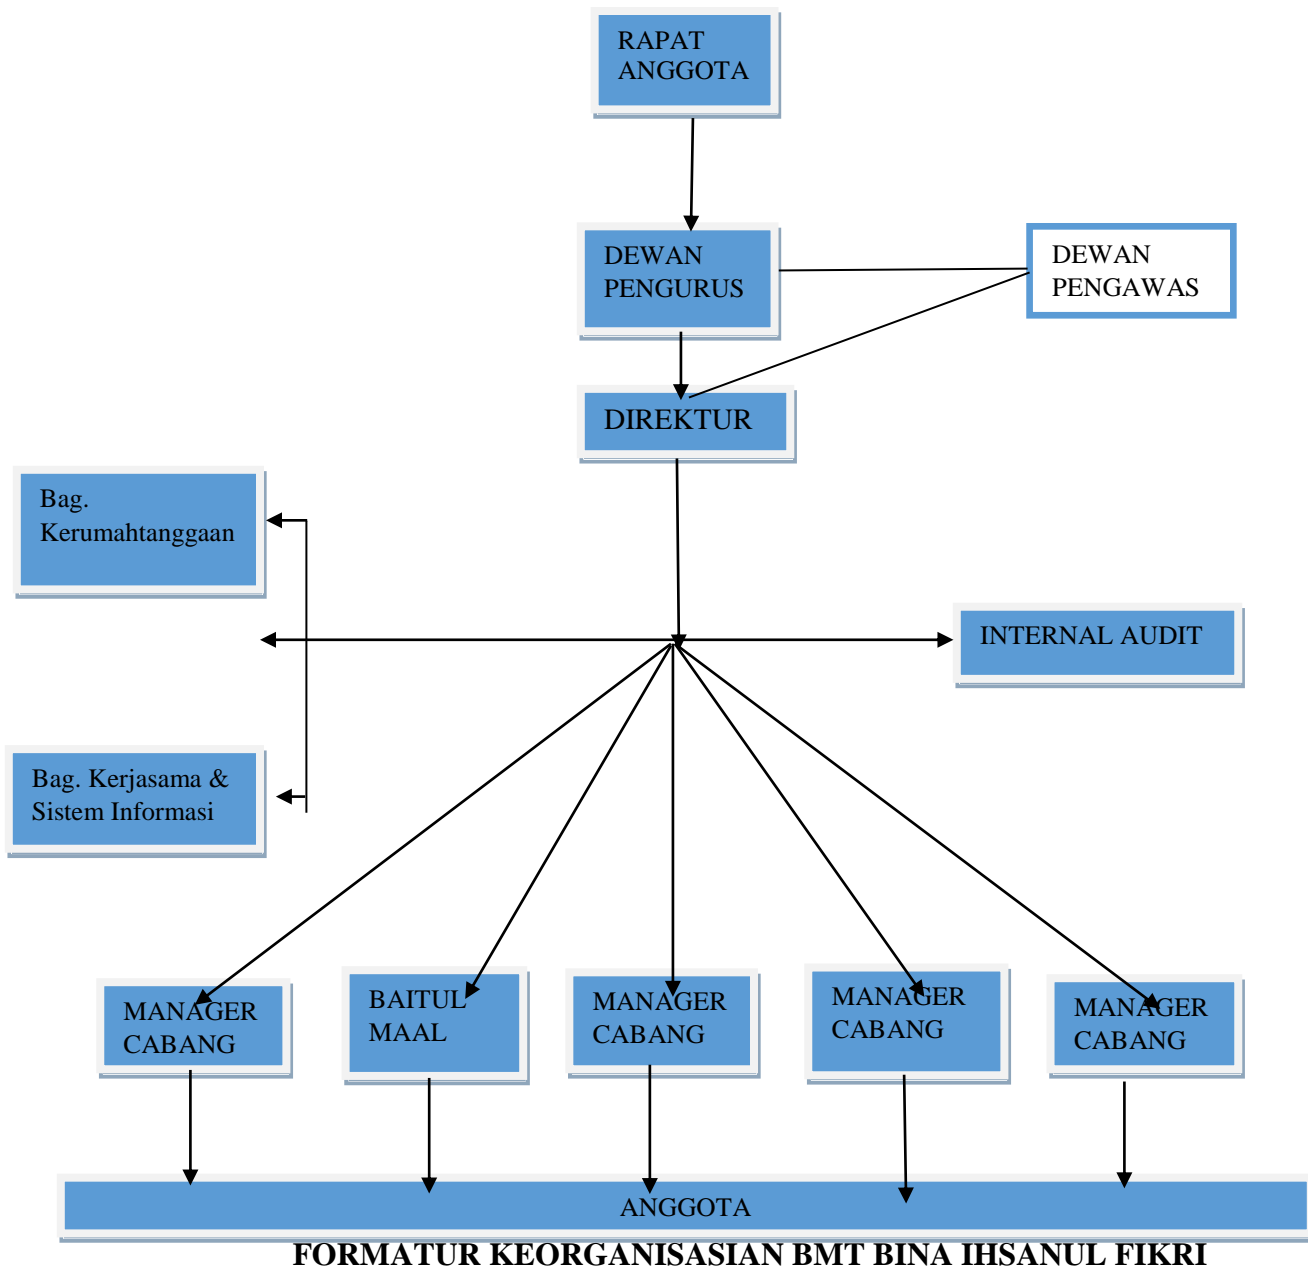 RAPAT
ANGGOTA
DEWAN
PENGURUS
DEWAN
PENGAWAS
DIREKTUR
Bag.
Kerumahtanggaan
INTERNAL AUDIT
Bag. Kerjasama &
Sistem Informasi
MANAGER
CABANG
BAITUL
MAAL
MANAGER
CABANG
MANAGER
CABANG
MANAGER
CABANG
ANGGOTA
FORMATUR KEORGANISASIAN BMT BINA IHSANUL FIKRI